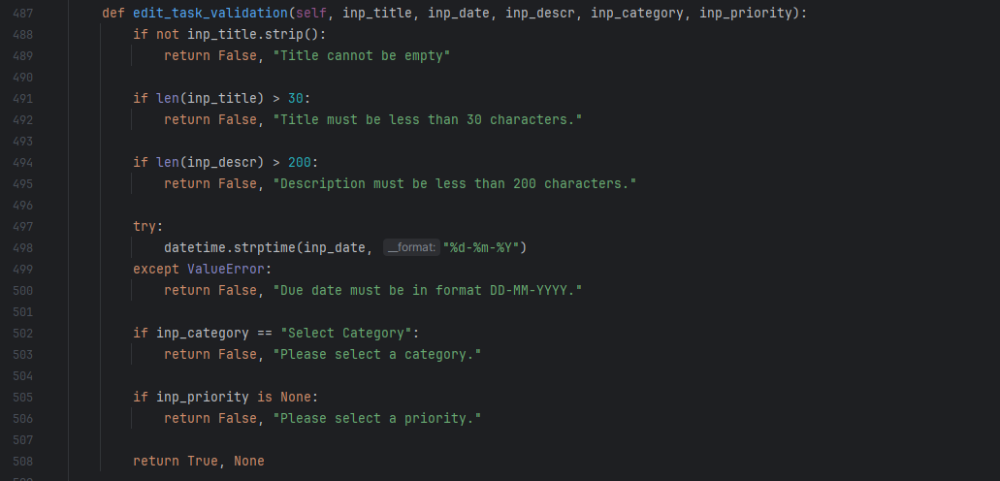 487 def edit_task_validation(self, inp_title, inp_date, inp_descr, inp_category, inp_priority):
488 if not inp_title.strip():
489 return False, "Title cannot be empty"
490
491 if len(inp_title) > 30:
492 return False, "Title must be less than 30 characters."
493
494 if len(inp_descr) > 200:
495 return False, "Description must be less than 200 characters."
496
497 try:
498 datetime.strptime(inp_date, __format: "%d-%m-%Y")
499 except ValueError:
500 return False, "Due date must be in format DD-MM-YYYY."
501
502 if inp_category == "Select Category":
503 return False, "Please select a category."
504
505 if inp_priority is None:
506 return False, "Please select a priority."
507
508 return True, None